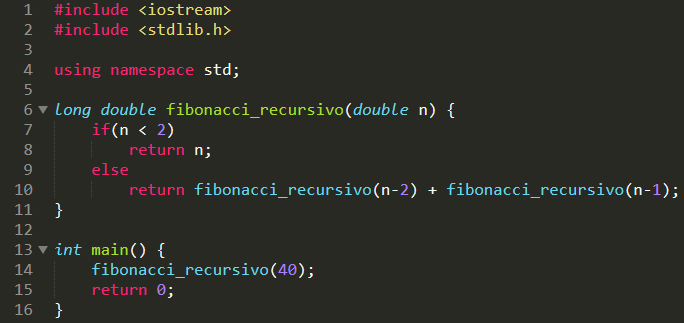 1 #include <iostream>
2 #include <stdlib.h>
3
4 using namespace std;
5
6 long double fibonacci_recursivo(double n) {
7     if(n < 2)
8         return n;
9     else
10         return fibonacci_recursivo(n-2) + fibonacci_recursivo(n-1);
11 }
12
13 int main() {
14     fibonacci_recursivo(40);
15     return 0;
16 }